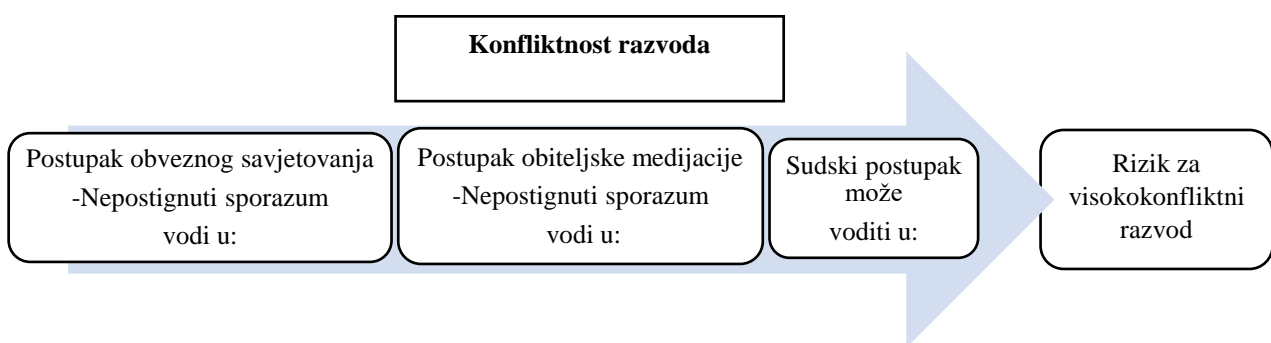 Konfliktnost razvoda
Postupak obveznog savjetovanja
-Nepostignuti sporazum
vodi u:
Postupak obiteljske medijacije
-Nepostignuti sporazum
vodi u:
Sudski postupak
može
voditi u:
Rizik za
visokokonfliktni
razvod